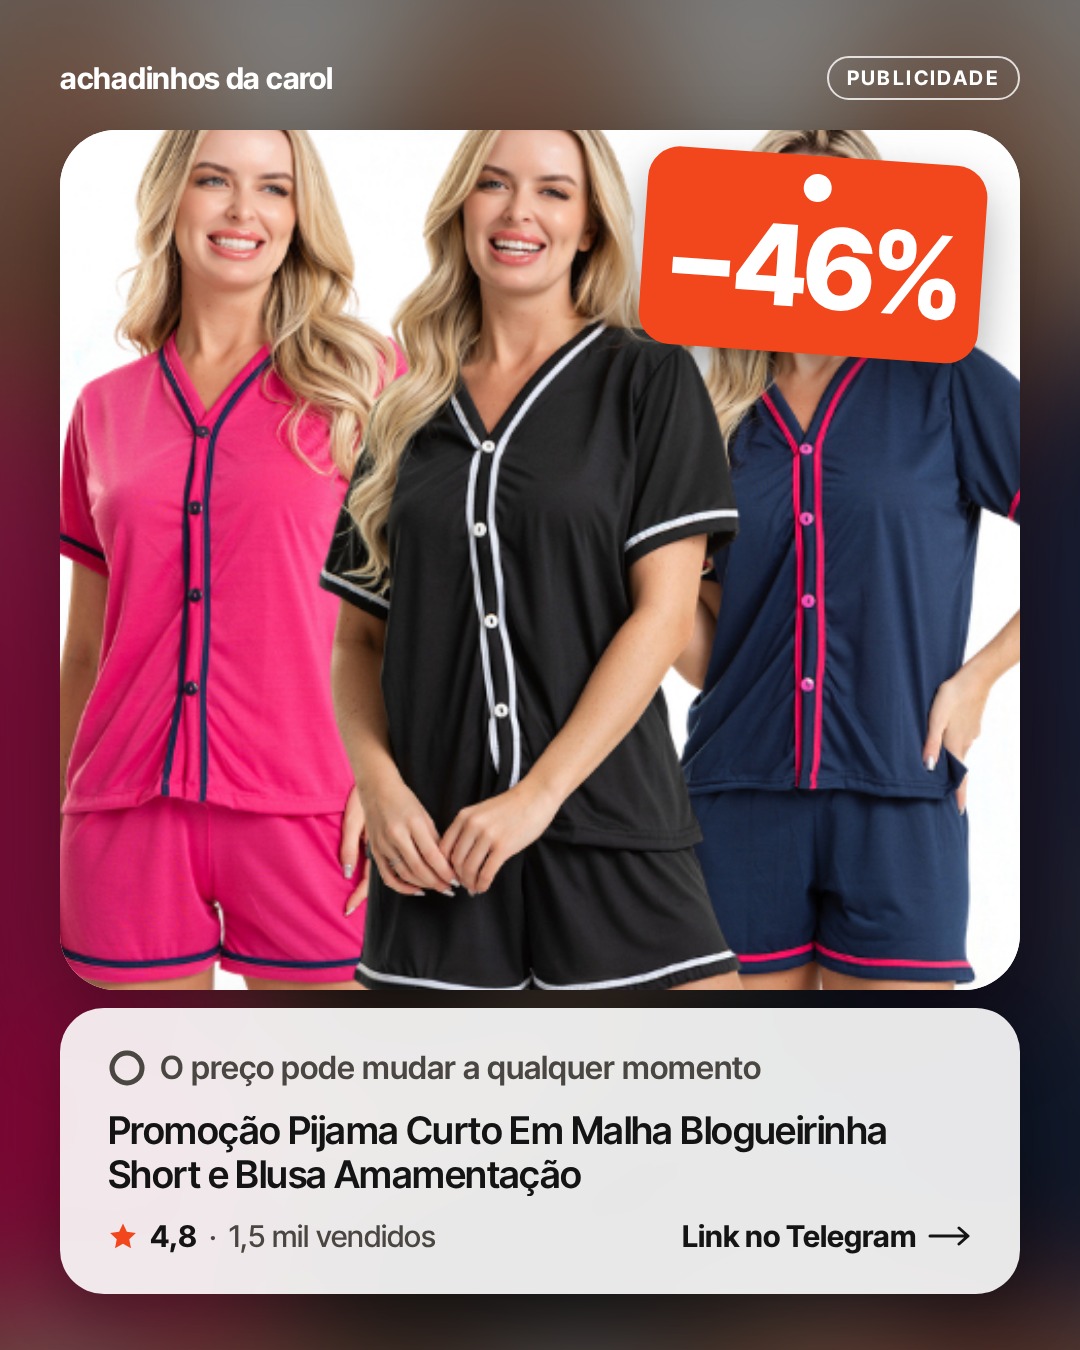 achadinhos da carol
PUBLICIDADE
−46%
O preço pode mudar a qualquer momento
Promoção Pijama Curto Em Malha Blogueirinha
Short e Blusa Amamentação
4,8 · 1,5 mil vendidos
Link no Telegram →